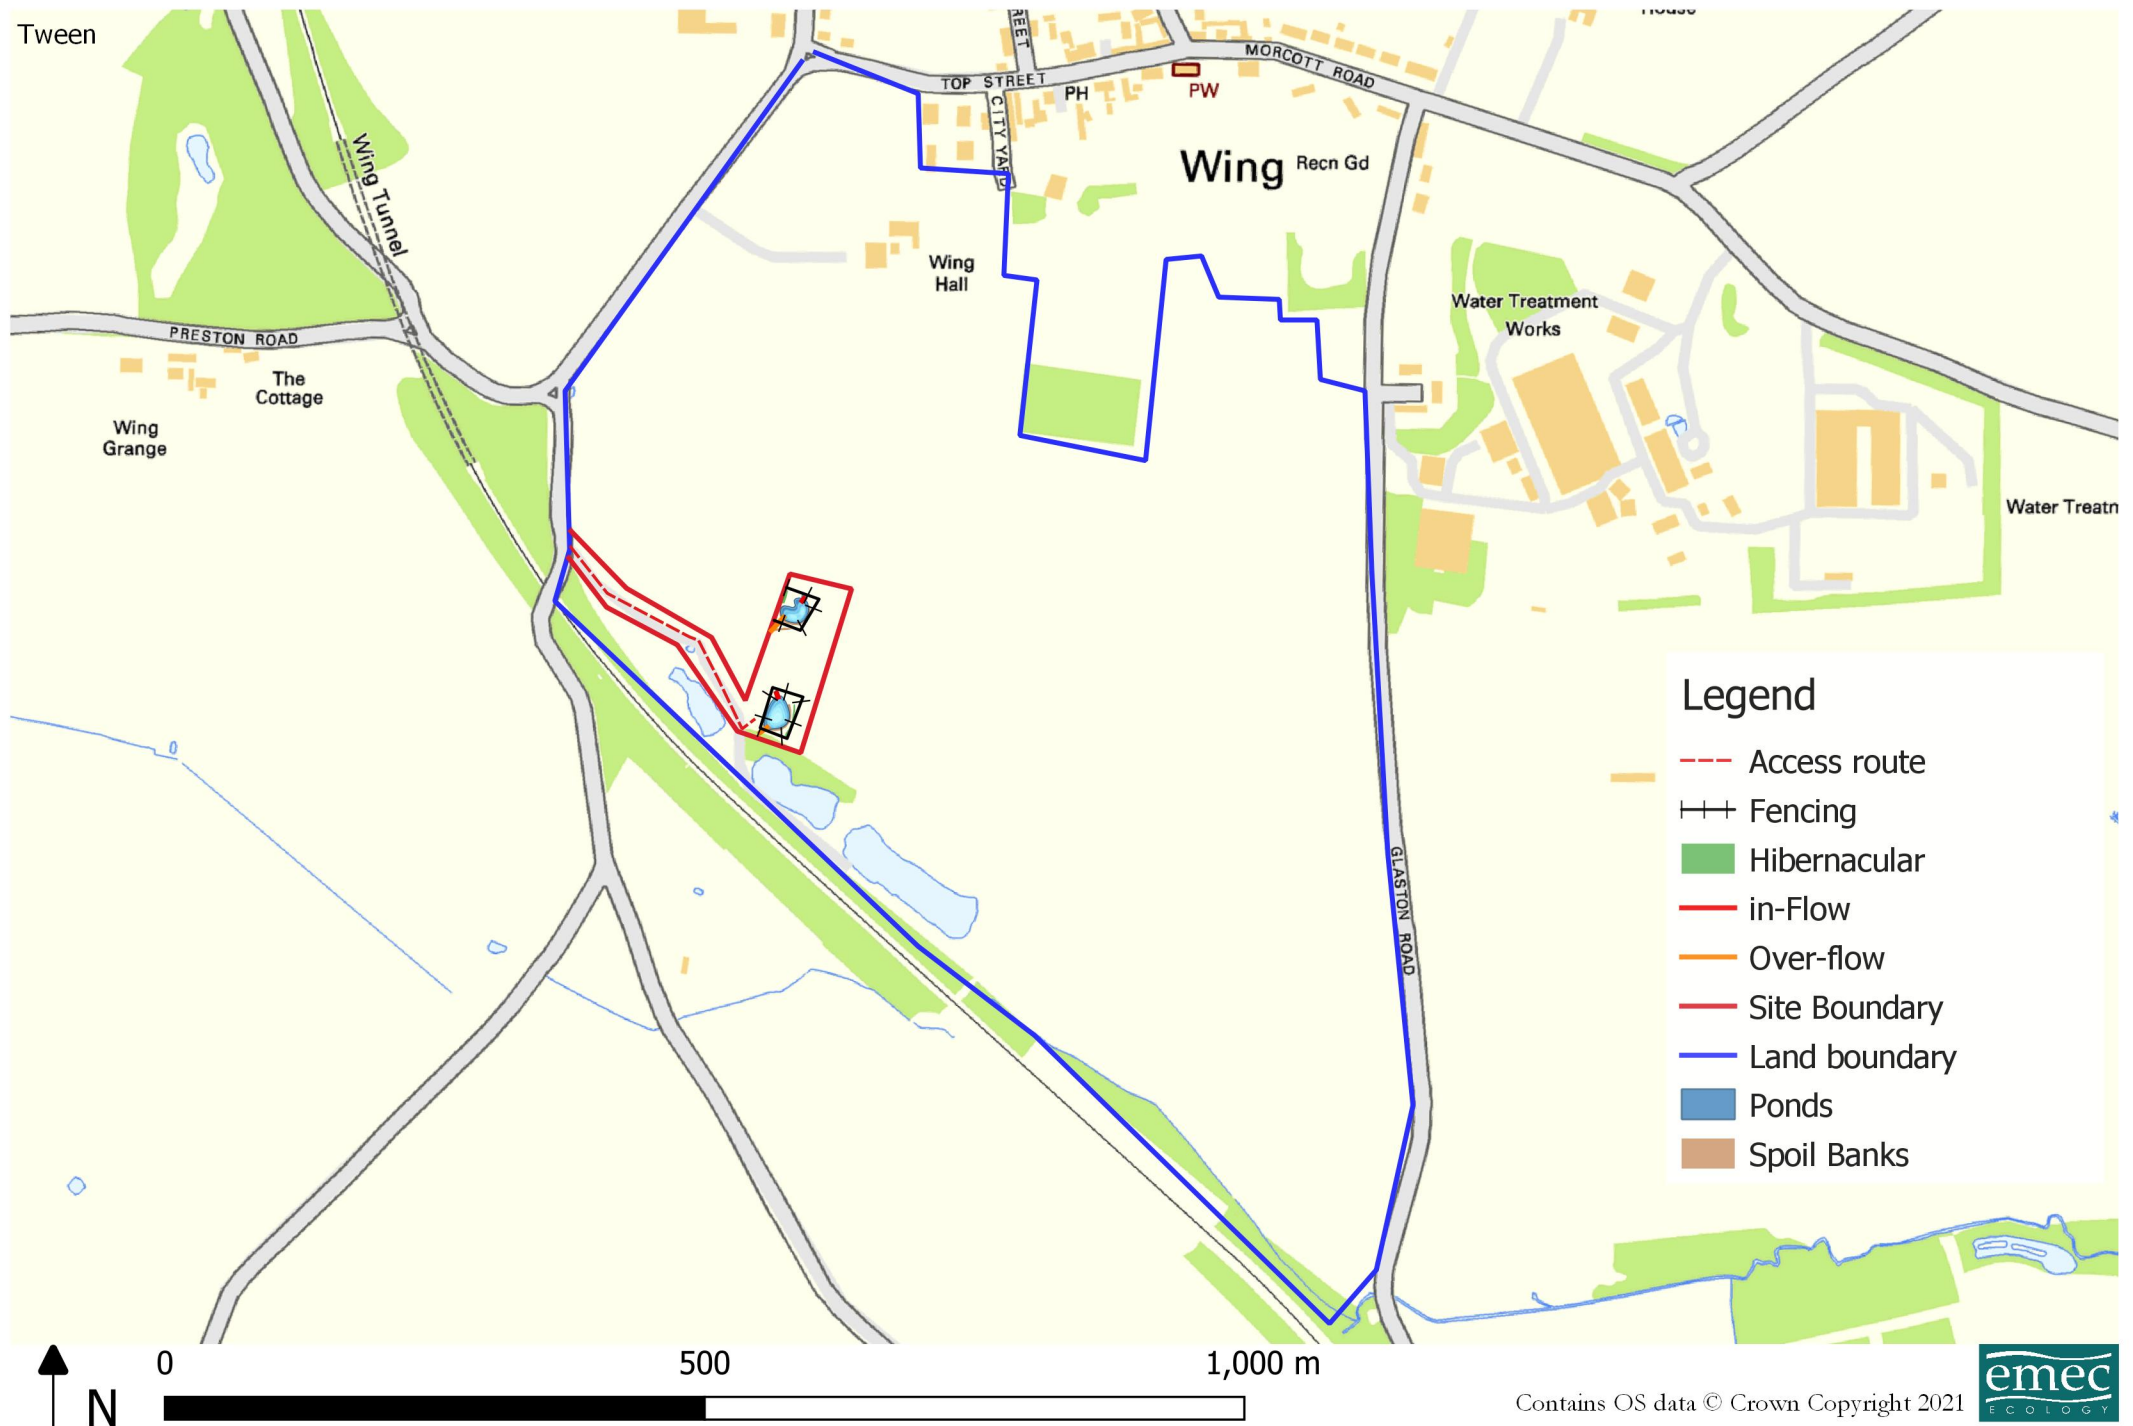 Tween
REET
House
MORCOTT ROAD
TOP STREET
PH
PW
CITY YARD
Wing
Recn Gd
Wing Tunnel
Wing
Hall
Water Treatment
Works
PRESTON ROAD
The
Cottage
Wing
Grange
Water Treatn
GLASTON ROAD
Legend
Access route
Fencing
Hibernacular
in-Flow
Over-flow
Site Boundary
Land boundary
Ponds
Spoil Banks
0 500 1,000 m
N
Contains OS data © Crown Copyright 2021
emec
ECOLOGY